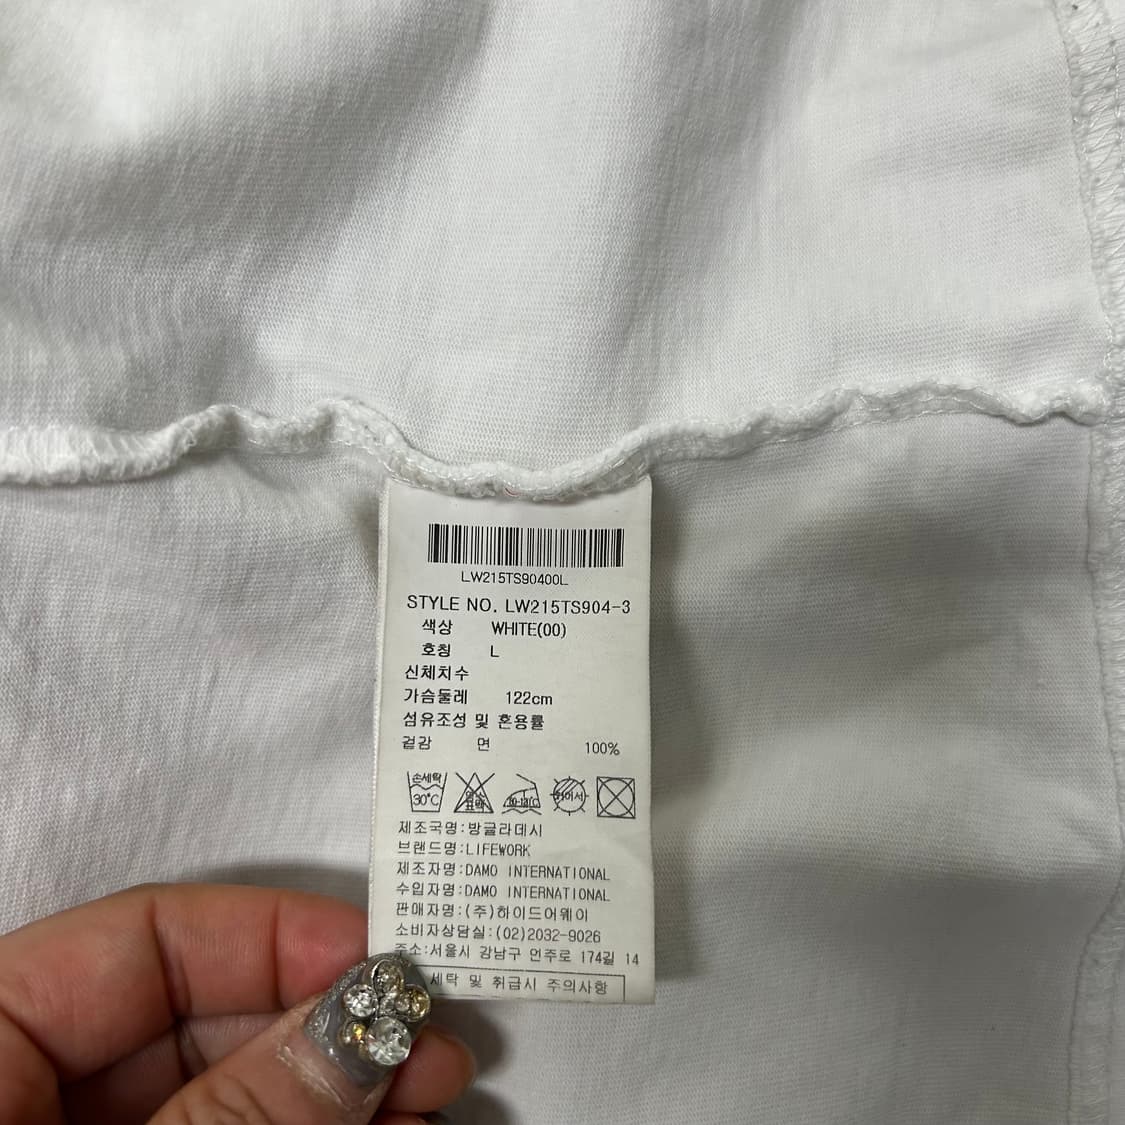 LW215TS90400L
STYLE NO. LW215TS904-3
색상 WHITE(00)
호칭 L
신체치수
가슴둘레 122cm
섬유조성 및 혼용률
겉감 면 100%
손세탁
30°C
제조국명:방글라데시
브랜드명:LIFEWORK
제조자명:DAMO INTERNATIONAL
수입자명:DAMO INTERNATIONAL
판매자명:(주)하이드어웨이
소비자상담실:(02)2032-9026
주소:서울시 강남구 언주로 174길 14
세탁 및 취급시 주의사항